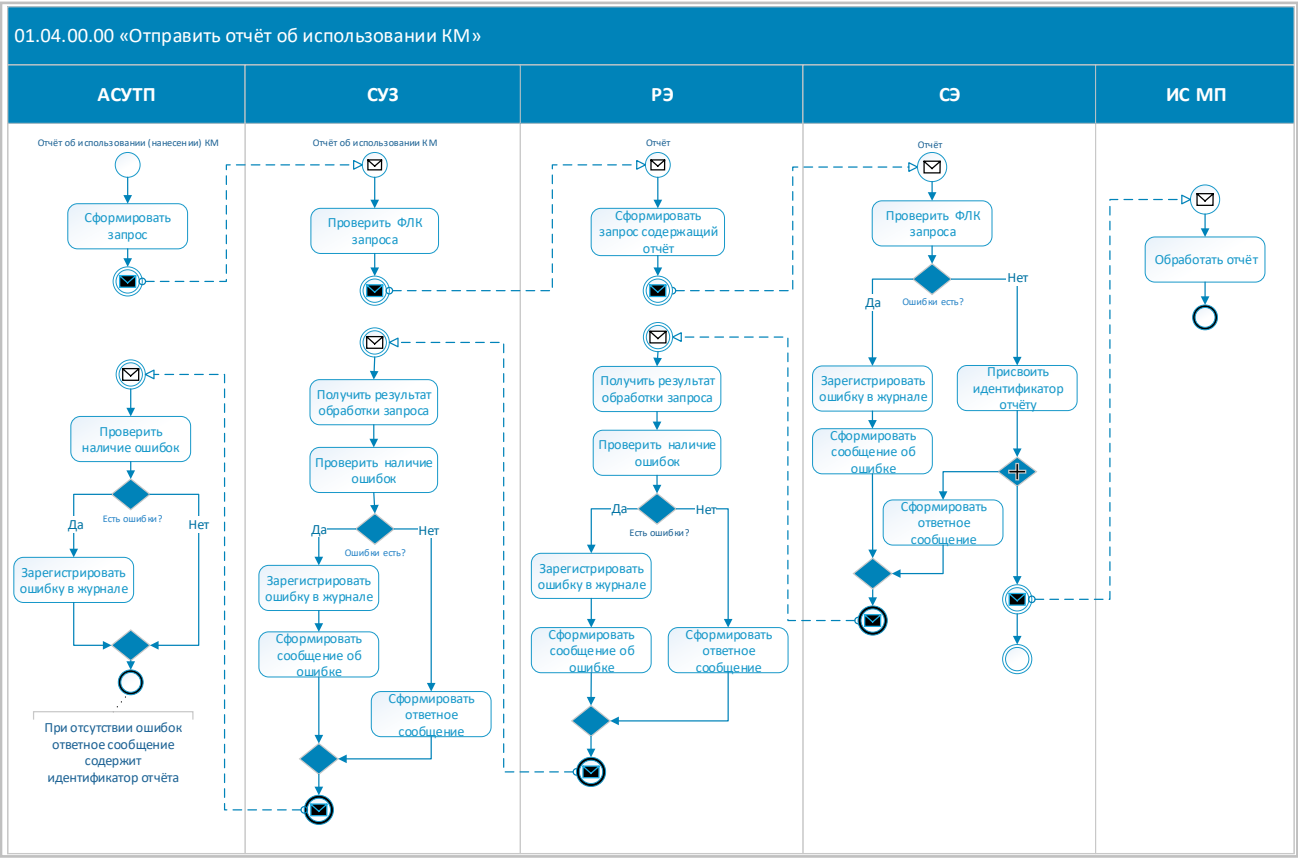 01.04.00.00 «Отправить отчёт об использовании КМ»
АСУТП
СУЗ
РЭ
СЭ
ИС МП
Отчёт об использовании (нанесении) КМ
Сформировать
запрос
Проверить
наличие ошибок
Есть ошибки?
Да
Нет
Зарегистрировать
ошибку в журнале
При отсутствии ошибок
ответное сообщение
содержит
идентификатор отчёта
Отчёт об использовании КМ
Проверить ФЛК
запроса
Получить результат
обработки запроса
Проверить наличие
ошибок
Да
Нет
Ошибки есть?
Зарегистрировать
ошибку в журнале
Сформировать
сообщение об
ошибке
Сформировать
ответное
сообщение
Отчёт
Сформировать
запрос содержащий
отчёт
Получить результат
обработки запроса
Проверить наличие
ошибок
Да
Нет
Есть ошибки?
Зарегистрировать
ошибку в журнале
Сформировать
сообщение об
ошибке
Сформировать
ответное
сообщение
Отчёт
Проверить ФЛК
запроса
Нет
Да
Ошибки есть?
Зарегистрировать
ошибку в журнале
Присвоить
идентификатор
отчёту
Сформировать
сообщение об
ошибке
Сформировать
ответное
сообщение
Обработать отчёт